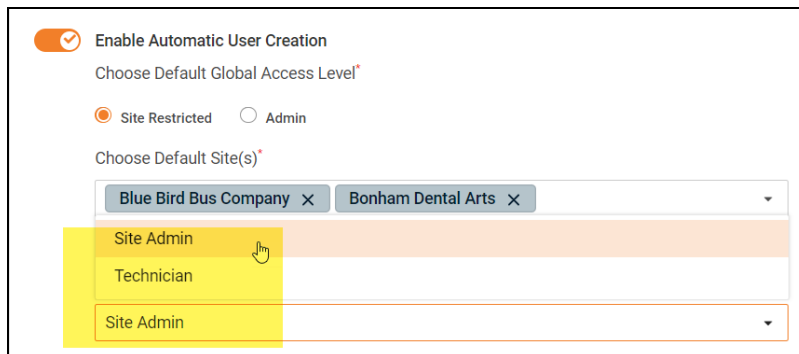 Enable Automatic User Creation
Choose Default Global Access Level*
Site Restricted Admin
Choose Default Site(s)*
Blue Bird Bus Company X Bonham Dental Arts X
Site Admin
Technician
Site Admin